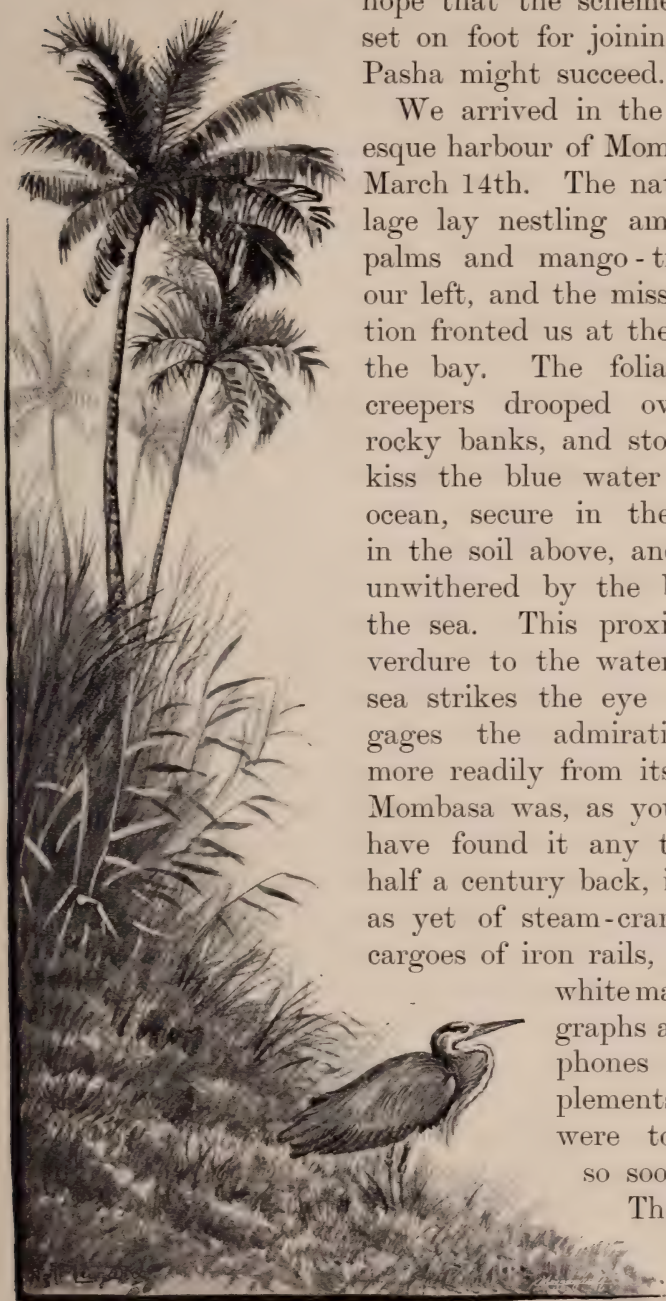 hope that the scheme
set on foot for joinin
Pasha might succeed.
We arrived in the
esque harbour of Mom
March 14th. The nat
lage lay nestling am
palms and mango-t
our left, and the miss
tion fronted us at the
the bay. The folia
creepers drooped ov
rocky banks, and sto
kiss the blue water
ocean, secure in the
in the soil above, and
unwithered by the b
the sea. This proxi
verdure to the water
sea strikes the eye
gages the admirati
more readily from its
Mombasa was, as you
have found it any t
half a century back, i
as yet of steam-cran
cargoes of iron rails,
white ma
graphs a
phones
plements
were to
so soo
Th